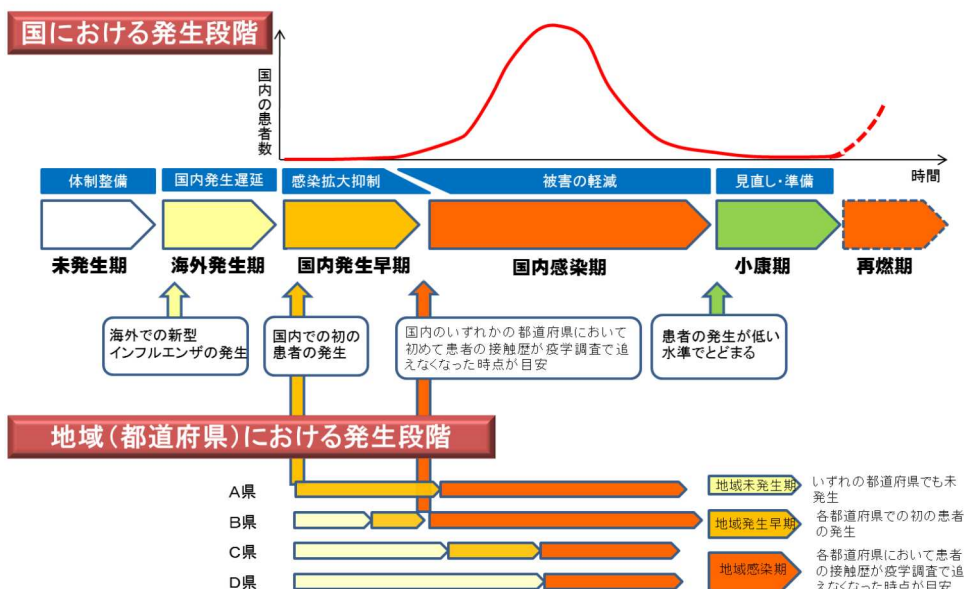 国における発生段階
国内の患者数
時間
体制整備
国内発生遅延
感染拡大抑制
被害の軽減
見直し・準備
未発生期
海外発生期
国内発生早期
国内感染期
小康期
再燃期
海外での新型
インフルエンザの発生
国内での初の
患者の発生
国内のいずれかの都道府県において
初めて患者の接触歴が疫学調査で追
えなくなった時点が目安
患者の発生が低い
水準でとどまる
地域（都道府県）における発生段階
A県
B県
C県
D県
地域未発生期
いずれの都道府県でも未
発生
地域発生早期
各都道府県での初の患者
の発生
地域感染期
各都道府県において患者
の接触歴が疫学調査で追
えなくなった時点が目安